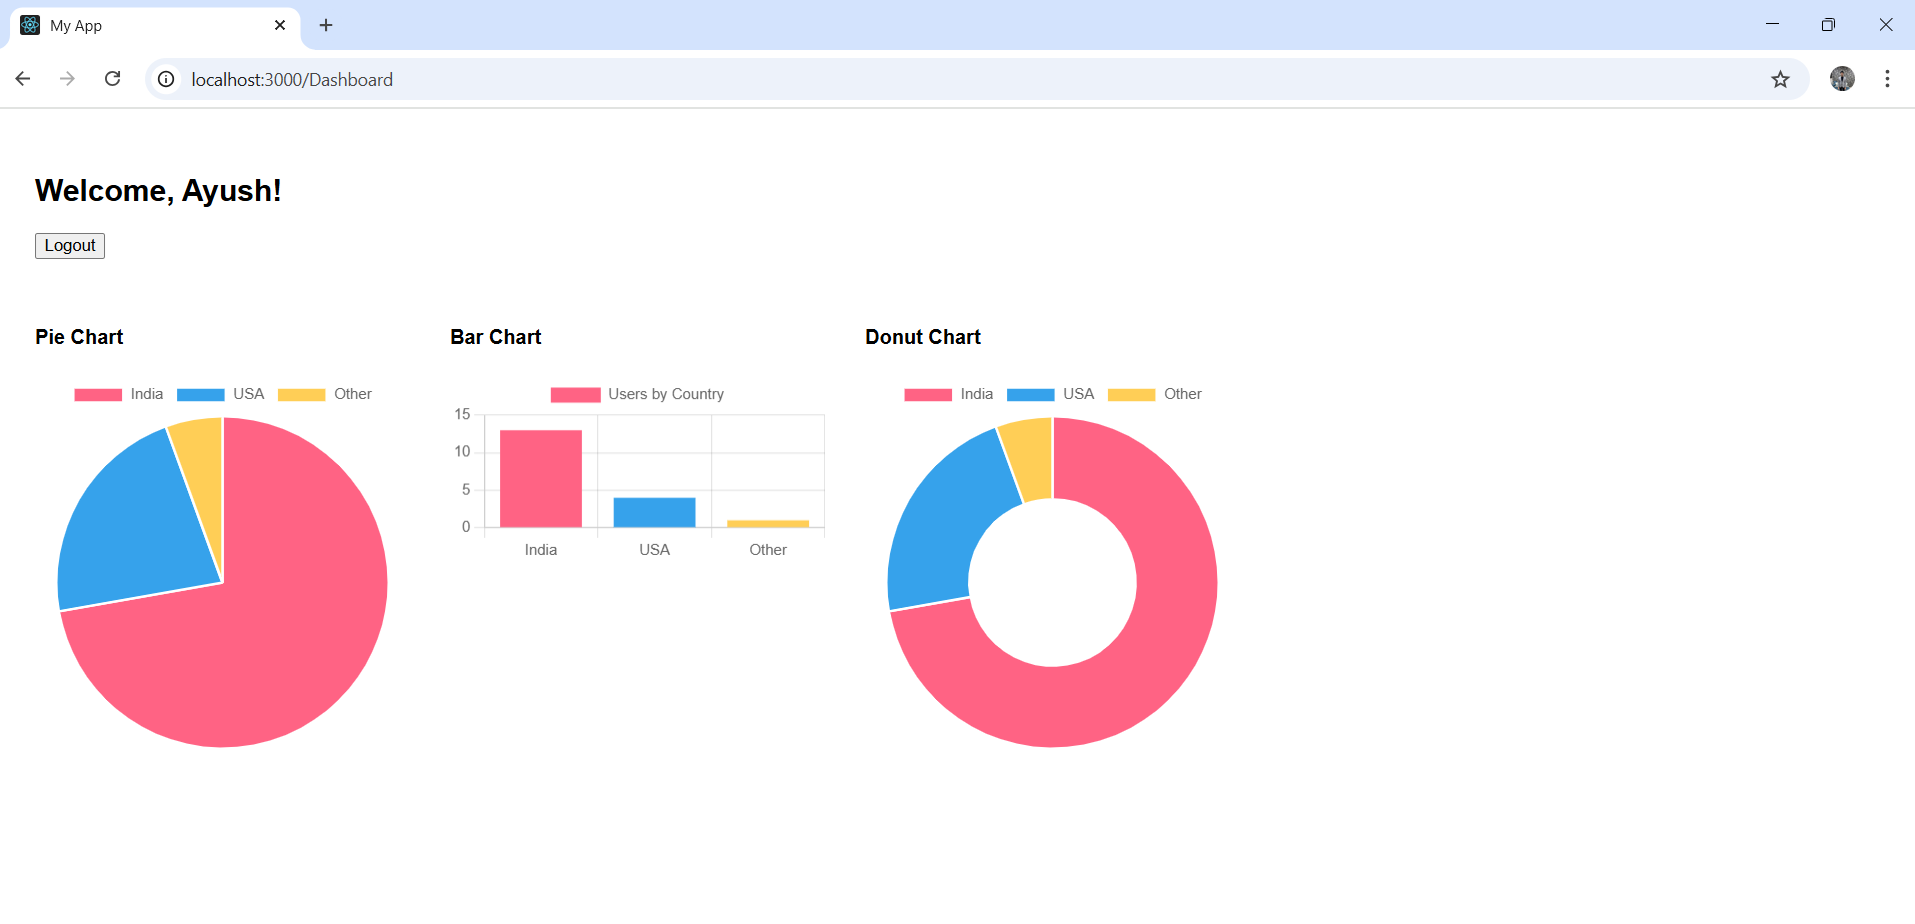 My App
localhost:3000/Dashboard
Welcome, Ayush!
Logout
Pie Chart
India USA Other
Bar Chart
Users by Country
15
10
5
0
India USA Other
Donut Chart
India USA Other